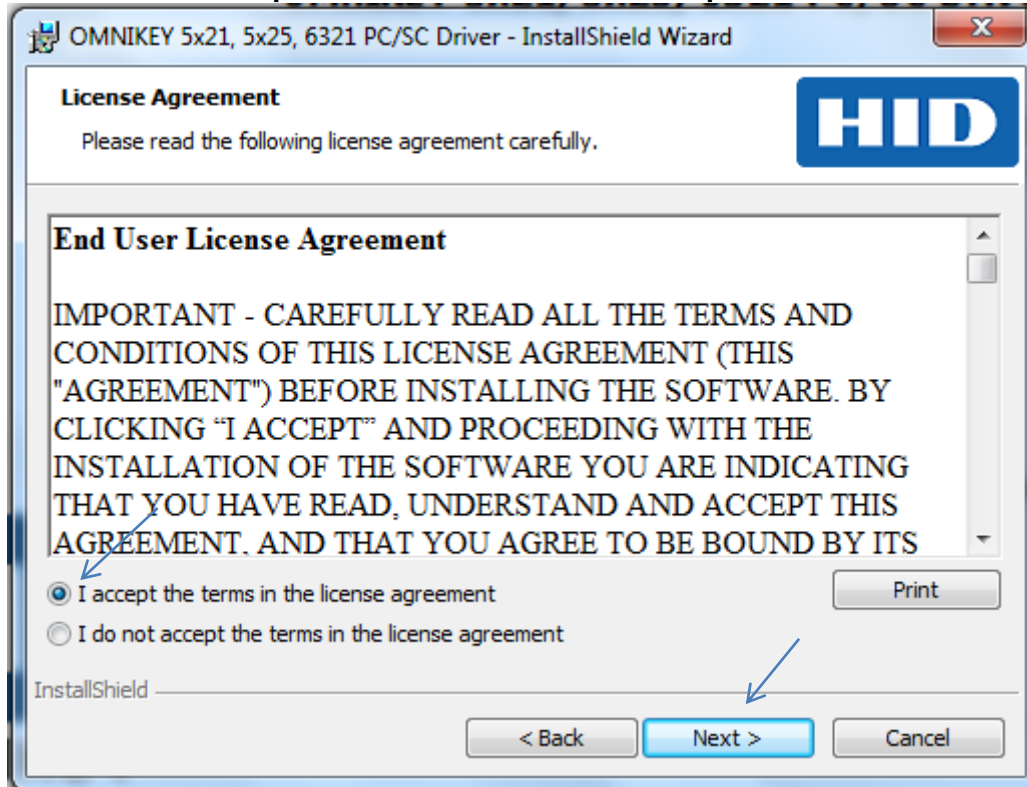 OMNIKEY 5x21, 5x25, 6321 PC/SC Driver - InstallShield Wizard
x
License Agreement
Please read the following license agreement carefully.
HID
End User License Agreement
IMPORTANT - CAREFULLY READ ALL THE TERMS AND
CONDITIONS OF THIS LICENSE AGREEMENT (THIS
"AGREEMENT") BEFORE INSTALLING THE SOFTWARE. BY
CLICKING “I ACCEPT” AND PROCEEDING WITH THE
INSTALLATION OF THE SOFTWARE YOU ARE INDICATING
THAT YOU HAVE READ, UNDERSTAND AND ACCEPT THIS
AGREEMENT, AND THAT YOU AGREE TO BE BOUND BY ITS
I accept the terms in the license agreement
Print
I do not accept the terms in the license agreement
InstallShield
< Back
Next >
Cancel